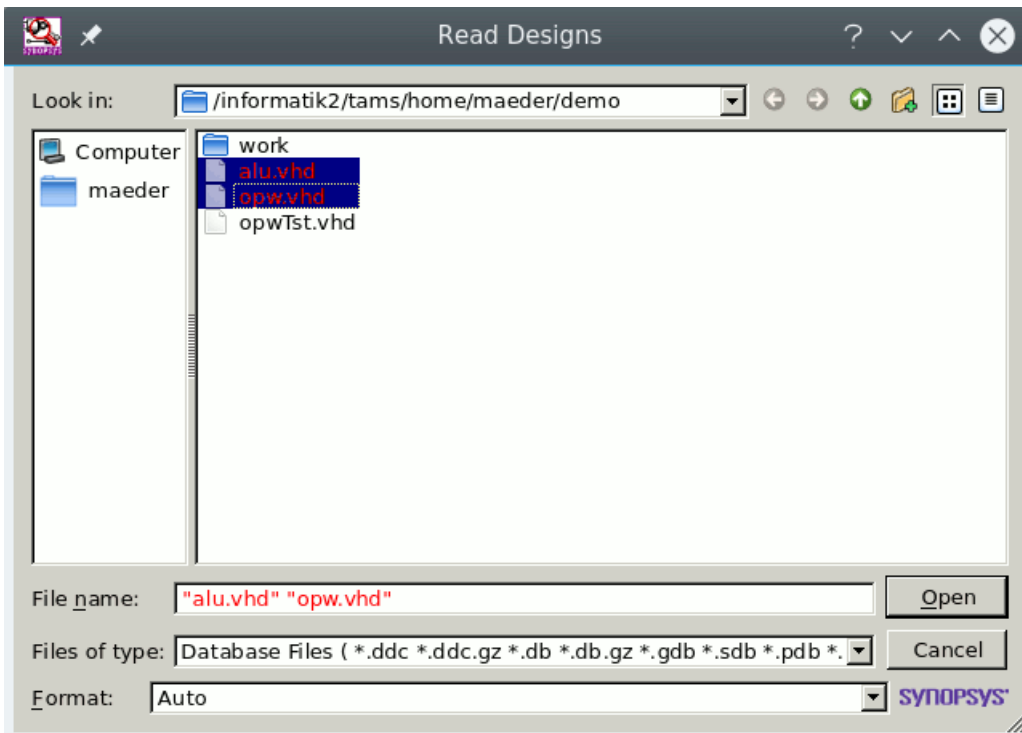 SYNOPSYS
Read Designs
Look in: /informatik2/tams/home/maeder/demo
Computer
maeder
work
alu.vhd
opw.vhd
opwTst.vhd
File name: "alu.vhd" "opw.vhd" Open
Files of type: Database Files ( *.ddc *.ddc.gz *.db *.db.gz *.gdb *.sdb *.pdb *. Cancel
Format: Auto SYNOPSYS